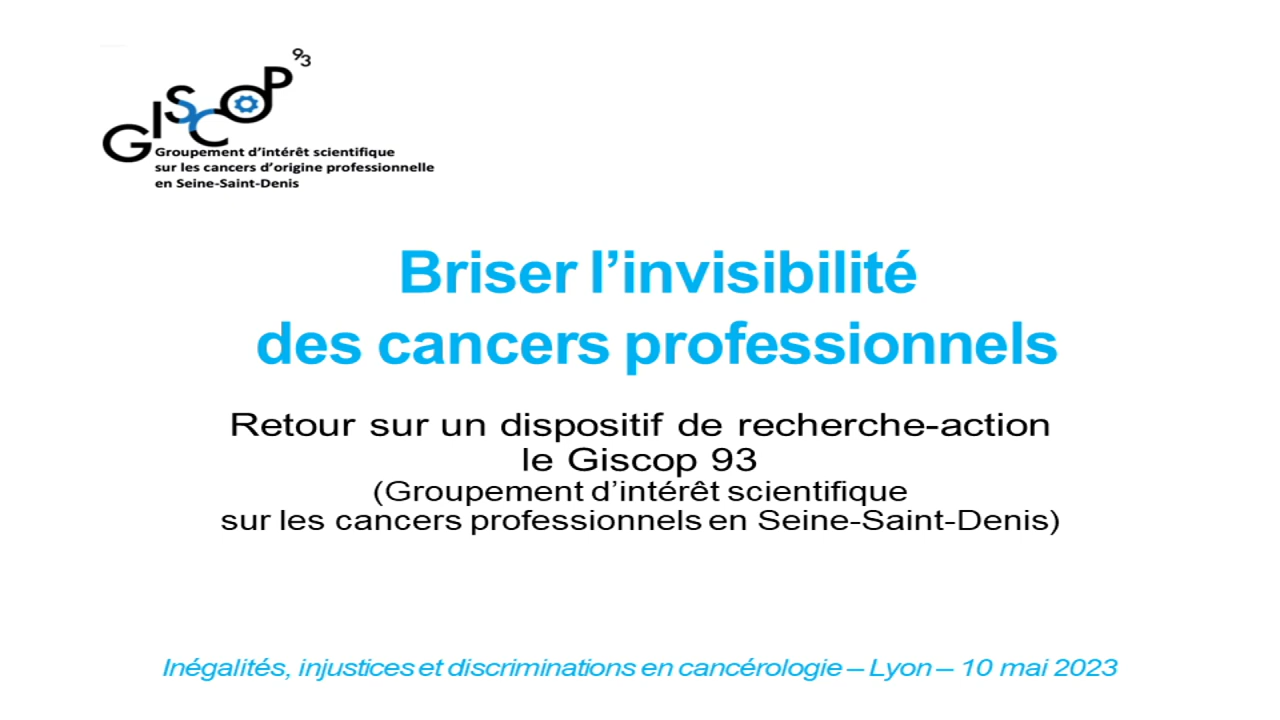 GISCOP 93
Groupement d'intérêt scientifique
sur les cancers d'origine professionnelle
en Seine-Saint-Denis
Briser l'invisibilité
des cancers professionnels
Retour sur un dispositif de recherche-action
le Giscop 93
(Groupement d'intérêt scientifique
sur les cancers professionnels en Seine-Saint-Denis)
Inégalités, injustices et discriminations en cancérologie – Lyon – 10 mai 2023